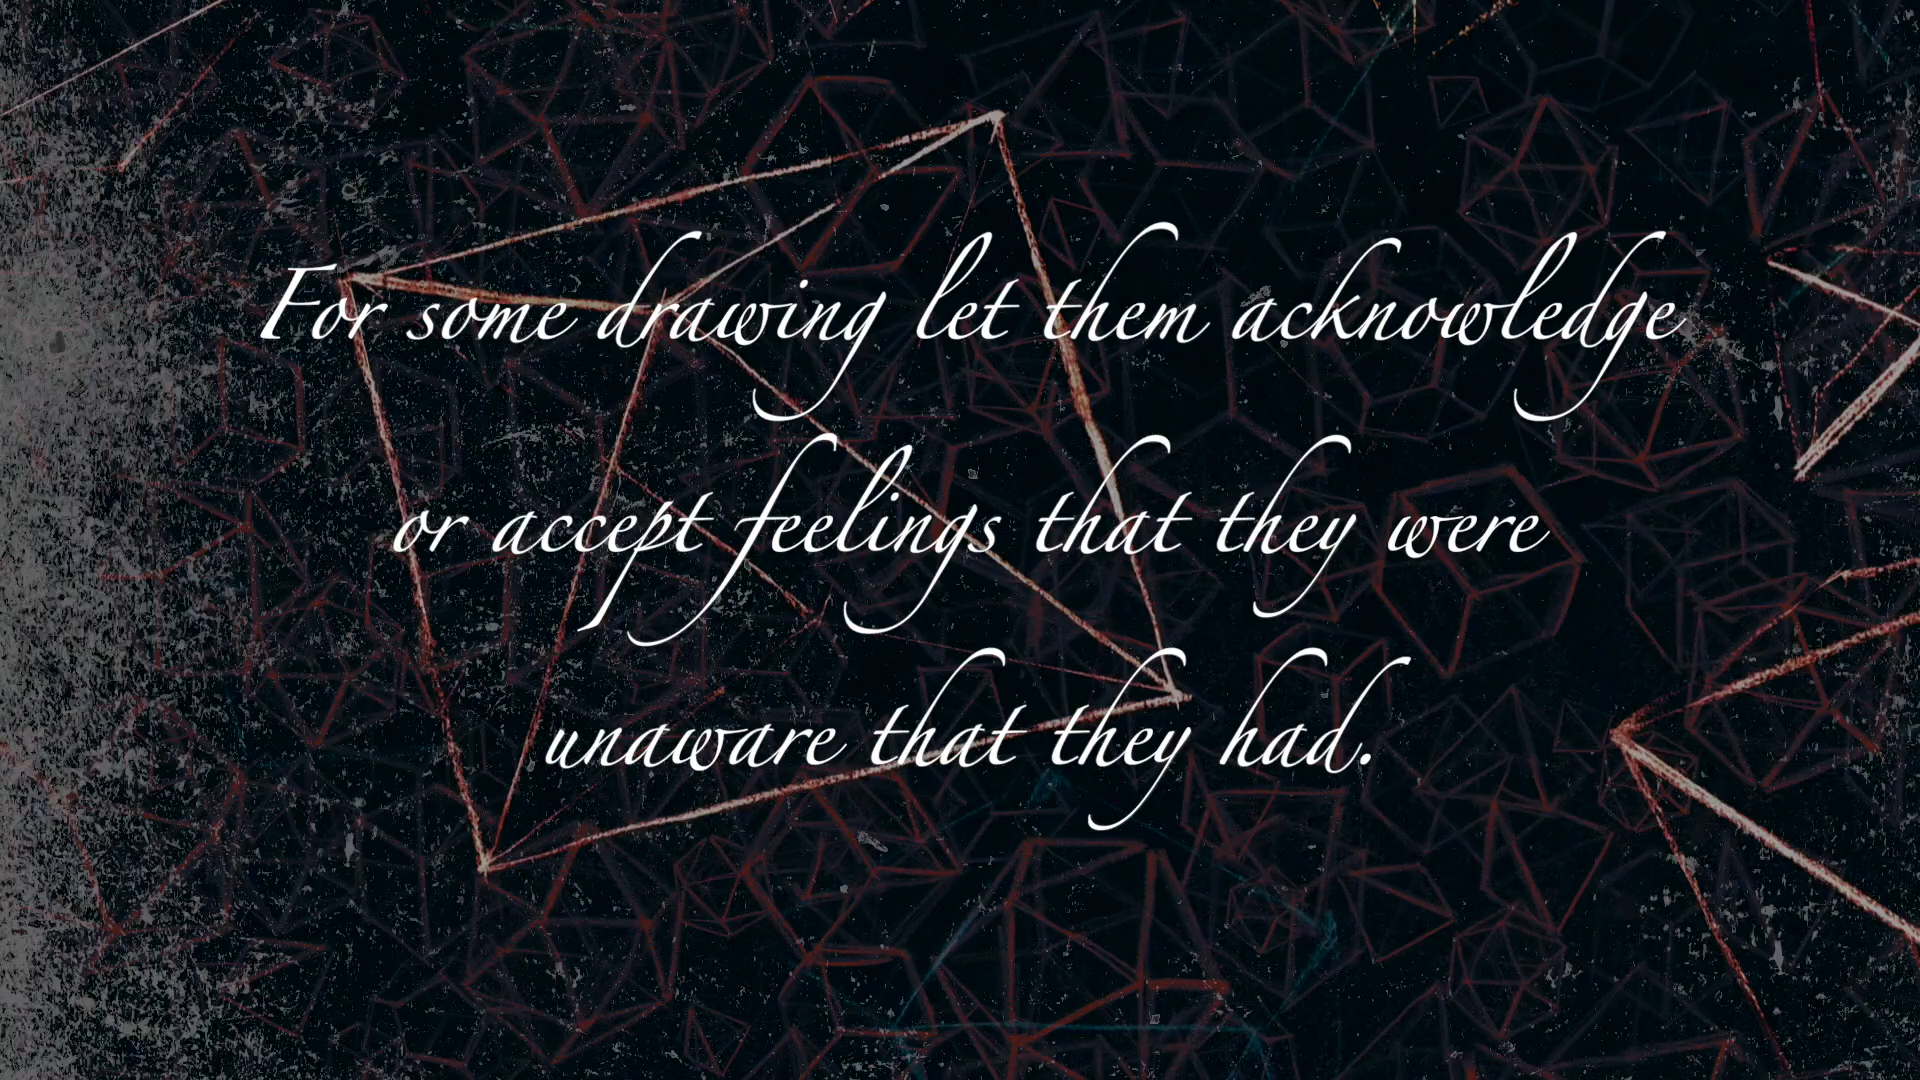 For some drawing let them acknowledge
or accept feelings that they were
unaware that they had.